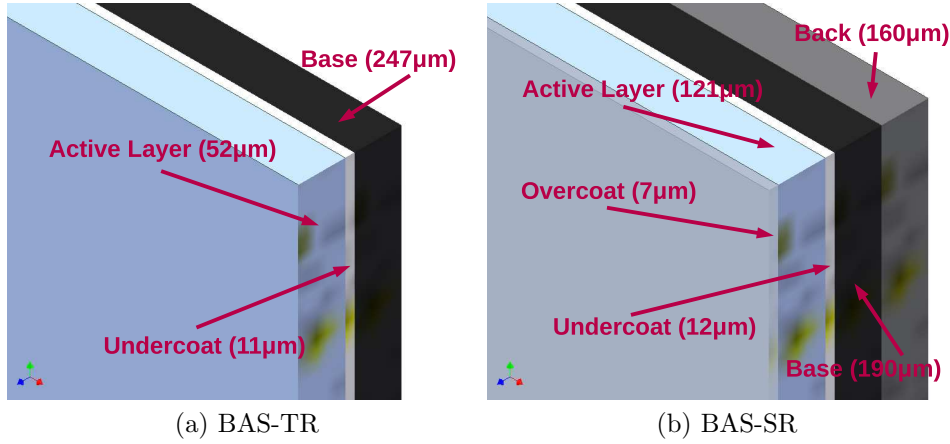 Base (247μm)
Active Layer (52μm)
Undercoat (11μm)
(a) BAS-TR
Back (160μm)
Active Layer (121μm)
Overcoat (7μm)
Undercoat (12μm)
Base (190μm)
(b) BAS-SR